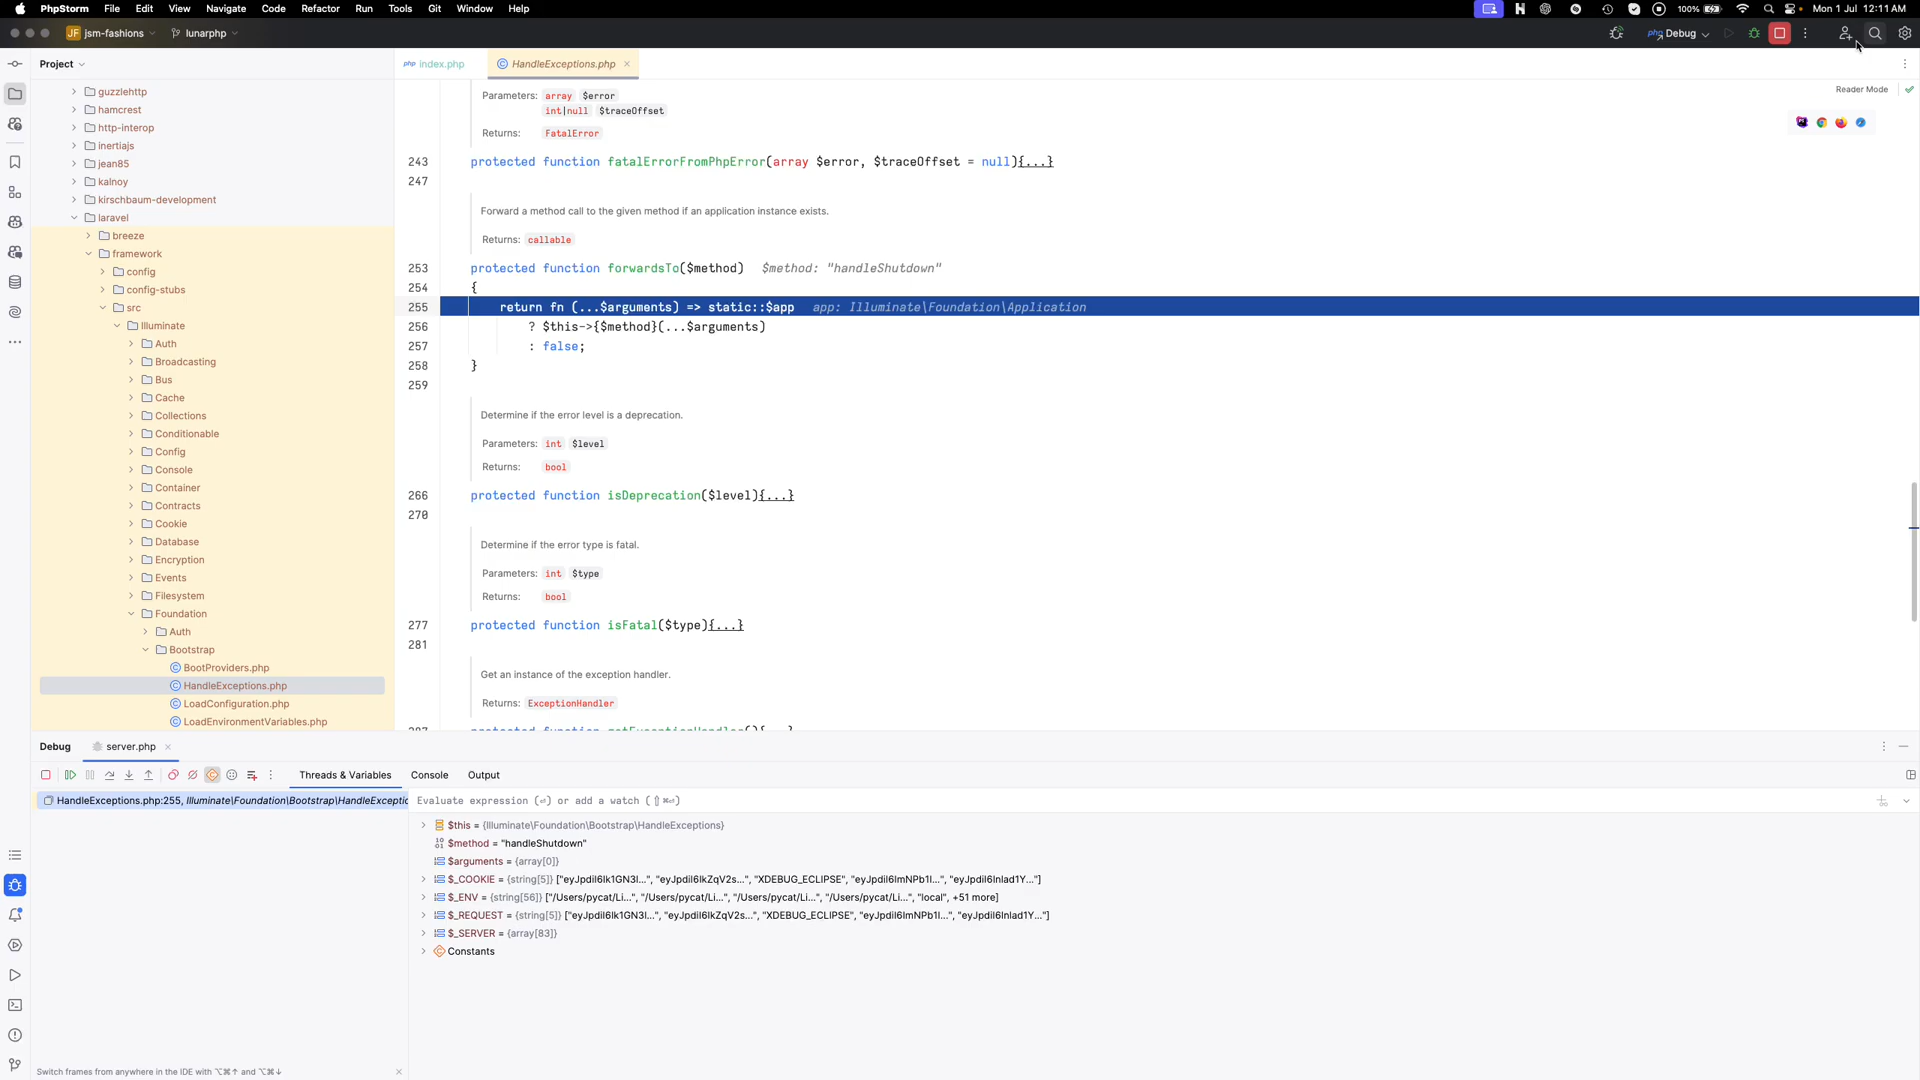 PhpStorm File Edit View Navigate Code Refactor Run Tools Git Window Help 100% Mon 1 Jul 12:11 AM
JF jsm-fashions lunarphp php Debug
Project
php index.php HandleExceptions.php
Reader Mode
guzzlehttp
hamcrest
http-interop
inertiajs
jean85
kalnoy
kirschbaum-development
laravel
breeze
framework
config
config-stubs
src
Illuminate
Auth
Broadcasting
Bus
Cache
Collections
Conditionable
Config
Console
Container
Contracts
Cookie
Database
Encryption
Events
Filesystem
Foundation
Auth
Bootstrap
BootProviders.php
HandleExceptions.php
LoadConfiguration.php
LoadEnvironmentVariables.php
Parameters: array $error
int|null $traceOffset
Returns: FatalError
243 protected function fatalErrorFromPhpError(array $error, $traceOffset = null){...}
247
Forward a method call to the given method if an application instance exists.
Returns: callable
253 protected function forwardsTo($method) $method: "handleShutdown"
254 {
255 return fn (...$arguments) => static::$app app: Illuminate\Foundation\Application
256 ? $this->{$method}(...$arguments)
257 : false;
258 }
259
Determine if the error level is a deprecation.
Parameters: int $level
Returns: bool
266 protected function isDeprecation($level){...}
270
Determine if the error type is fatal.
Parameters: int $type
Returns: bool
277 protected function isFatal($type){...}
281
Get an instance of the exception handler.
Returns: ExceptionHandler
287 protected function getExceptionHandler(){...}
Debug server.php
Threads & Variables Console Output
HandleExceptions.php:255, Illuminate\Foundation\Bootstrap\HandleExceptio
Evaluate expression (⏎) or add a watch (⇧⌘⏎)
$this = {Illuminate\Foundation\Bootstrap\HandleExceptions}
$method = "handleShutdown"
$arguments = {array[0]}
$_COOKIE = {string[5]} ["eyJpdiI6Ik1GN3I...", "eyJpdiI6IkZqV2s...", "XDEBUG_ECLIPSE", "eyJpdiI6ImNPb1I...", "eyJpdiI6Inlad1Y..."]
$_ENV = {string[56]} ["/Users/pycat/Li...", "/Users/pycat/Li...", "/Users/pycat/Li...", "/Users/pycat/Li...", "local", +51 more]
$_REQUEST = {string[5]} ["eyJpdiI6Ik1GN3I...", "eyJpdiI6IkZqV2s...", "XDEBUG_ECLIPSE", "eyJpdiI6ImNPb1I...", "eyJpdiI6Inlad1Y..."]
$_SERVER = {array[83]}
Constants
Switch frames from anywhere in the IDE with ⌥⌘↑ and ⌥⌘↓